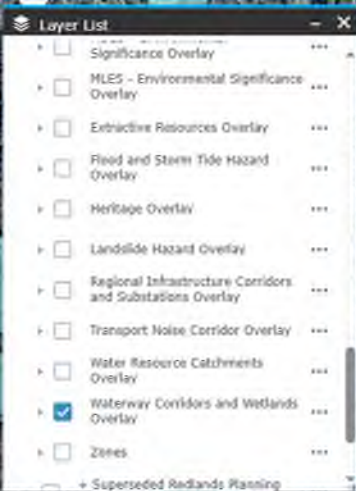 Layer List
Significance Overlay
MLES - Environmental Significance
Overlay
Extractive Resources Overlay
Flood and Storm Tide Hazard
Overlay
Heritage Overlay
Landslide Hazard Overlay
Regional Infrastructure Corridors
and Substations Overlay
Transport Noise Corridor Overlay
Water Resource Catchments
Overlay
Waterway Corridors and Wetlands
Overlay
Zones
+ Superseded Redlands Planning